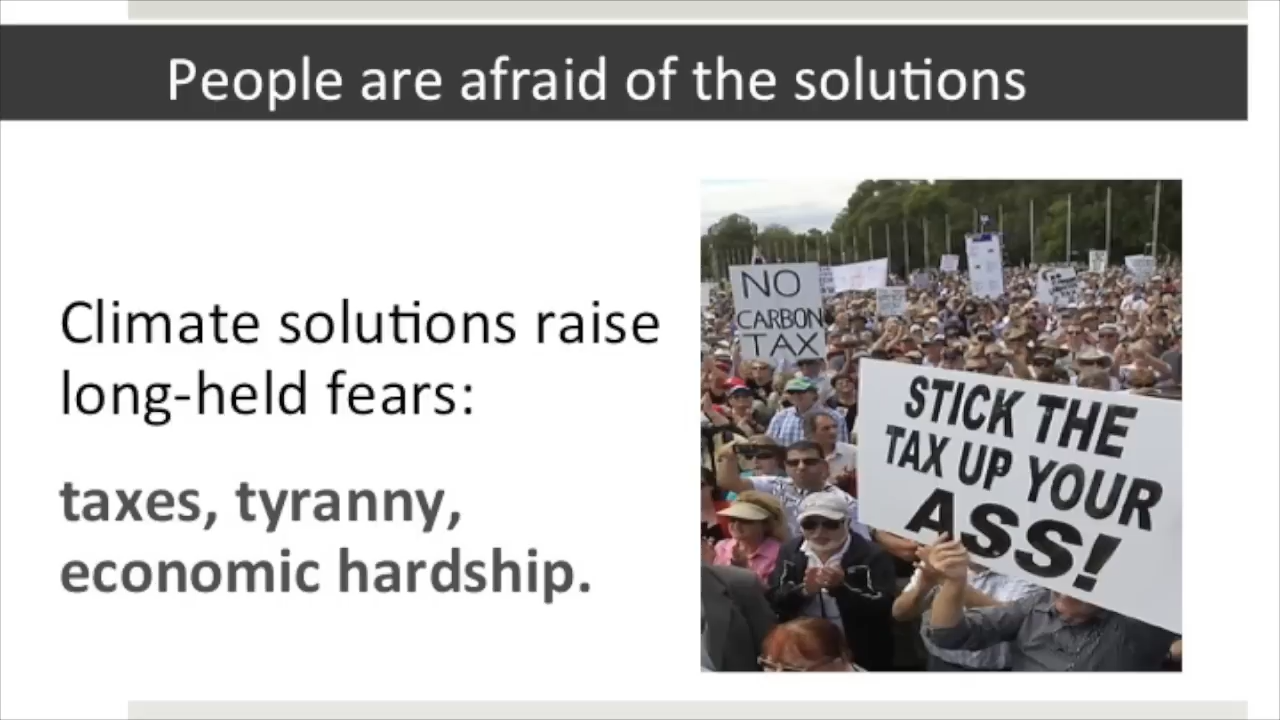 People are afraid of the solutions
Climate solutions raise
long-held fears:
taxes, tyranny,
economic hardship.
NO
CARBON
TAX
STICK THE
TAX UP YOUR
ASS!